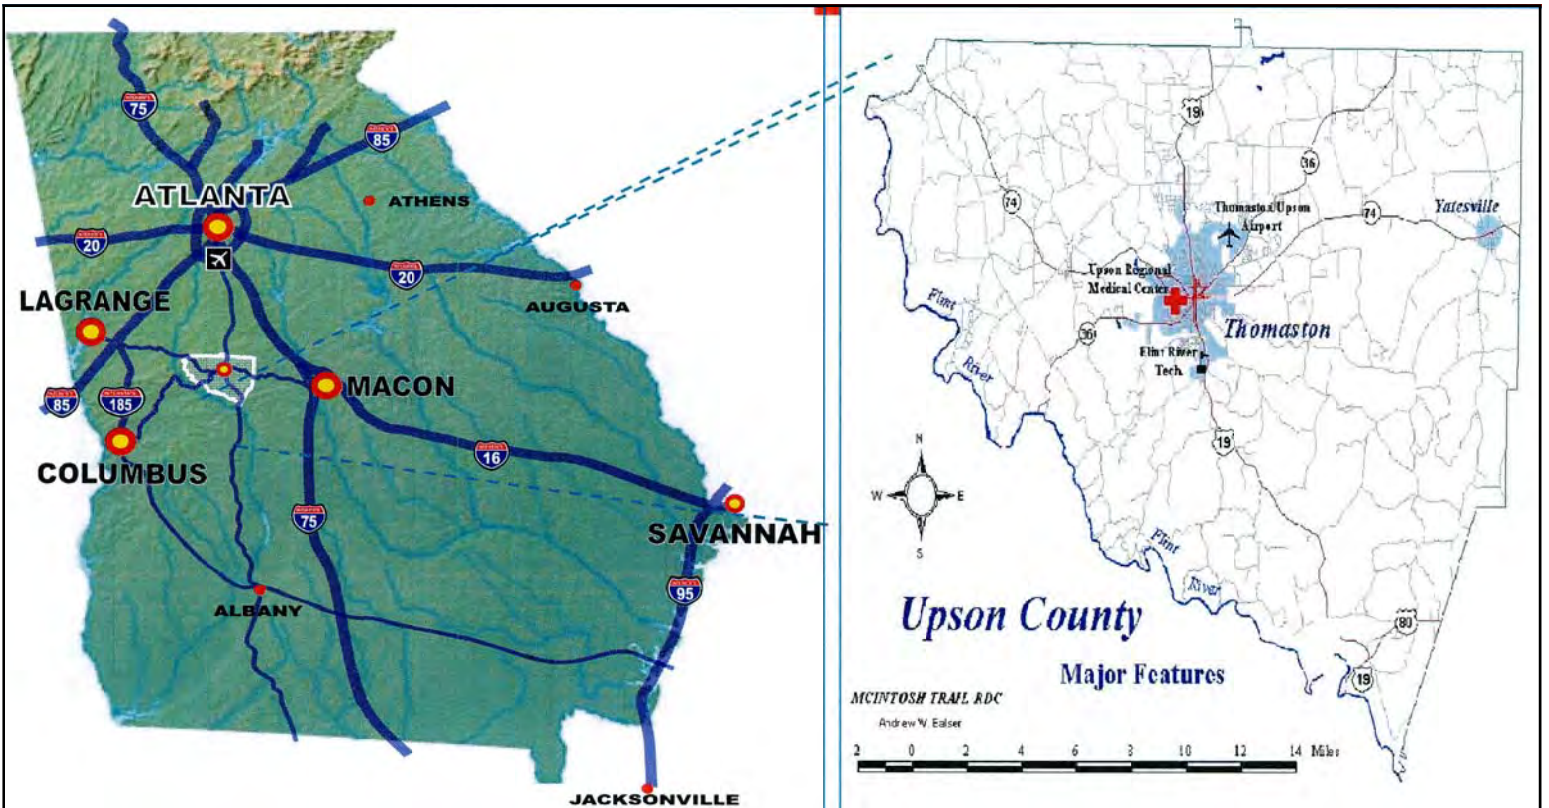 75
85
ATLANTA
ATHENS
20
20
LAGRANGE
AUGUSTA
85
185
MACON
COLUMBUS
16
75
SAVANNAH
95
ALBANY
JACKSONVILLE
19
36
74
Thomaston/Upson
Airport
74
Yatesville
Upson Regional
Medical Center
Flint
River
36
Thomaston
Flint River
Tech.
19
N
W
E
S
Flint
River
Upson County
80
Major Features
19
MCINTOSH TRAIL RDC
Andrew W. Ealser
2 0 2 4 6 8 10 12 14 Miles